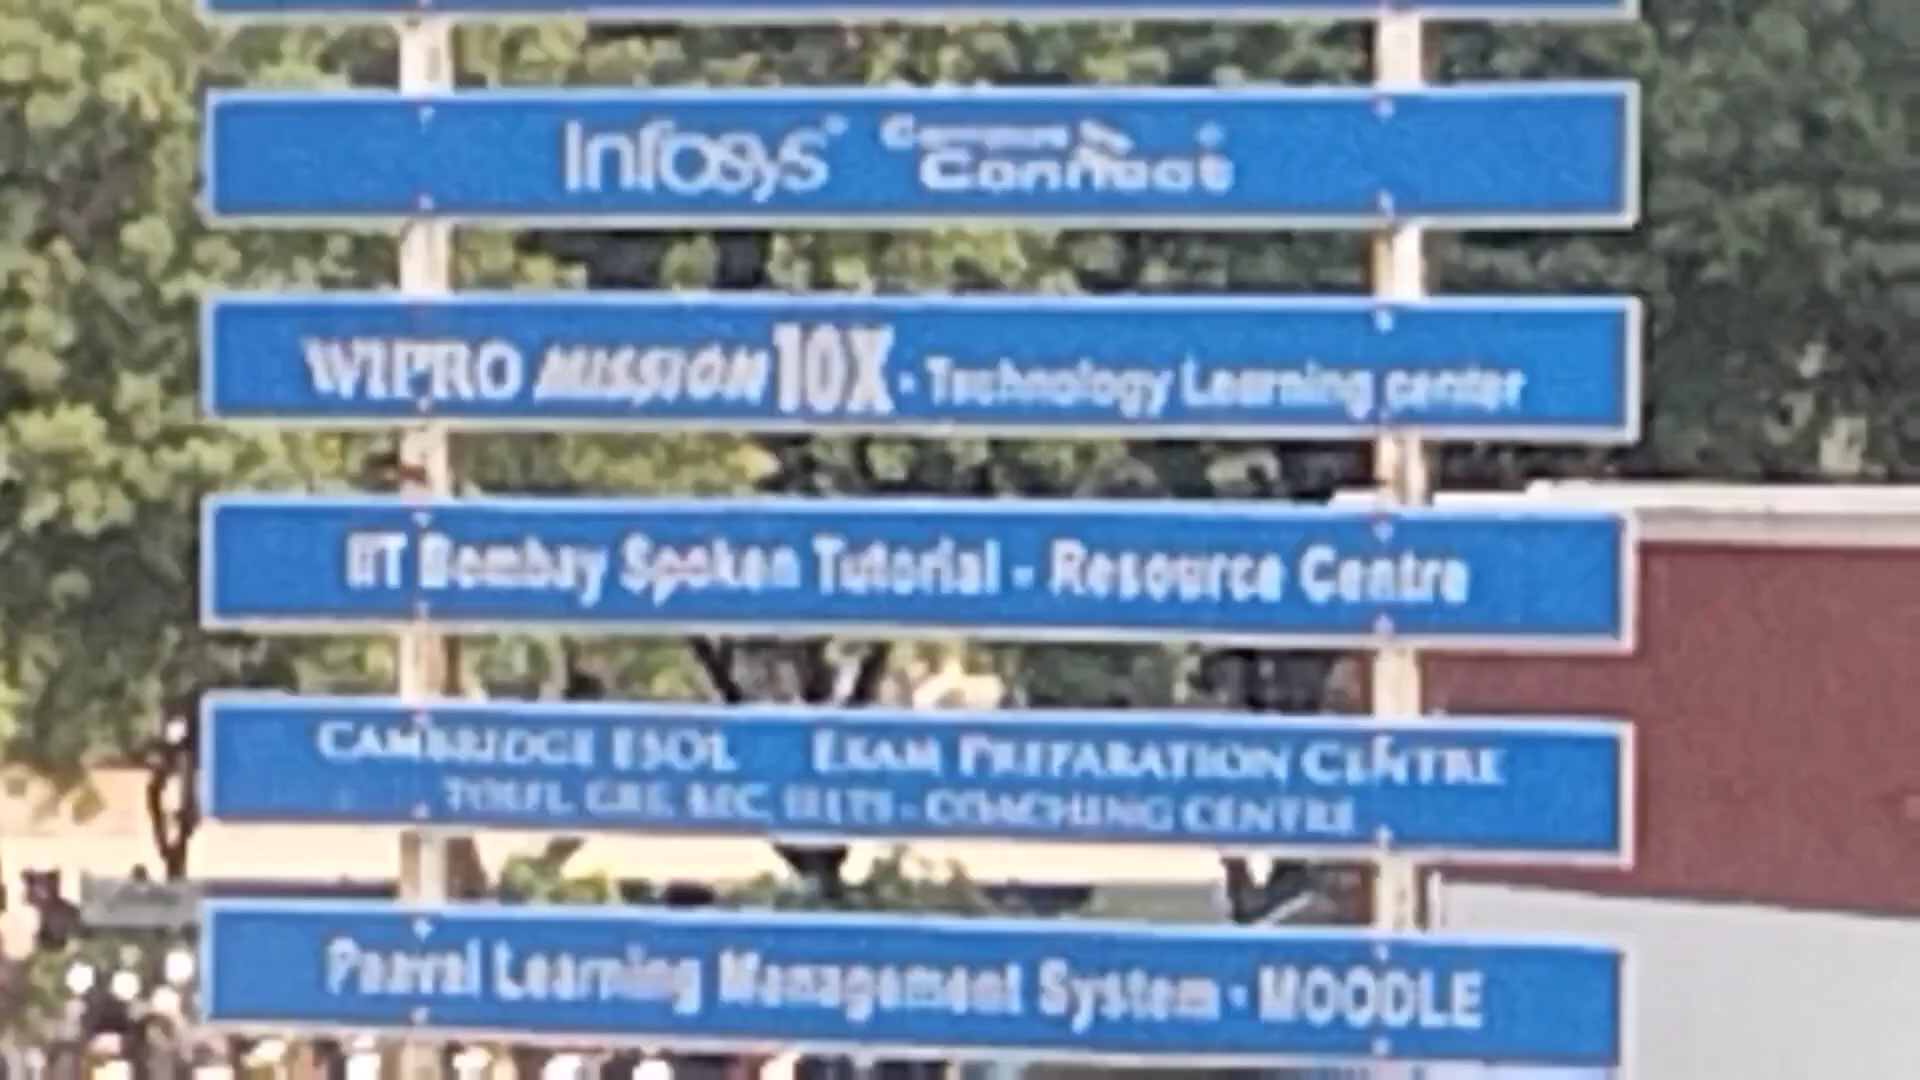 Infosys Campus Connect
WIPRO MISSION 10X - Technology Learning center
IIT Bombay Spoken Tutorial - Resource Centre
CAMBRIDGE ESOL EXAM PREPARATION CENTRE
TOEFL, GRE, BEC, IELTS - COACHING CENTRE
Paavai Learning Management System - MOODLE